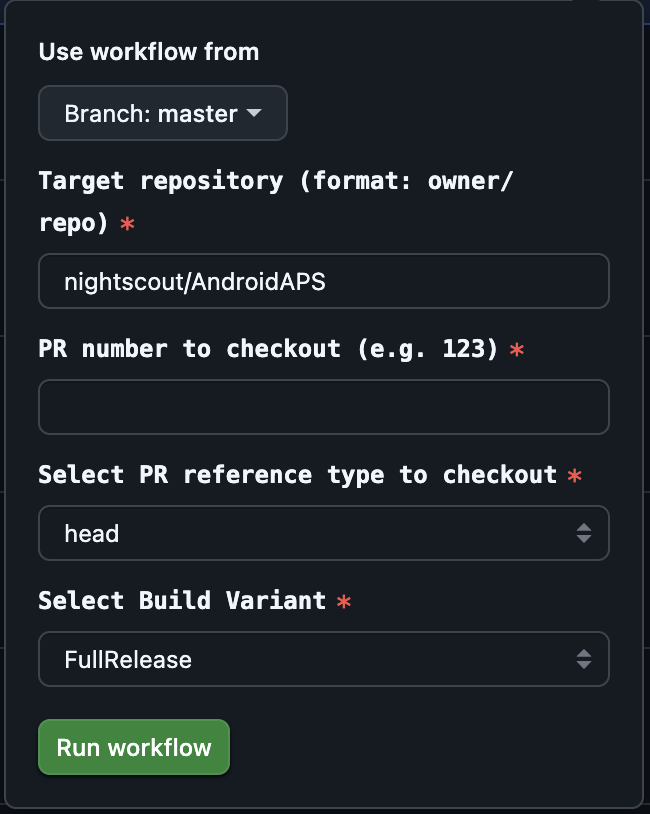 Use workflow from
Branch: master
Target repository (format: owner/
repo) *
nightscout/AndroidAPS
PR number to checkout (e.g. 123) *
Select PR reference type to checkout *
head
Select Build Variant *
FullRelease
Run workflow